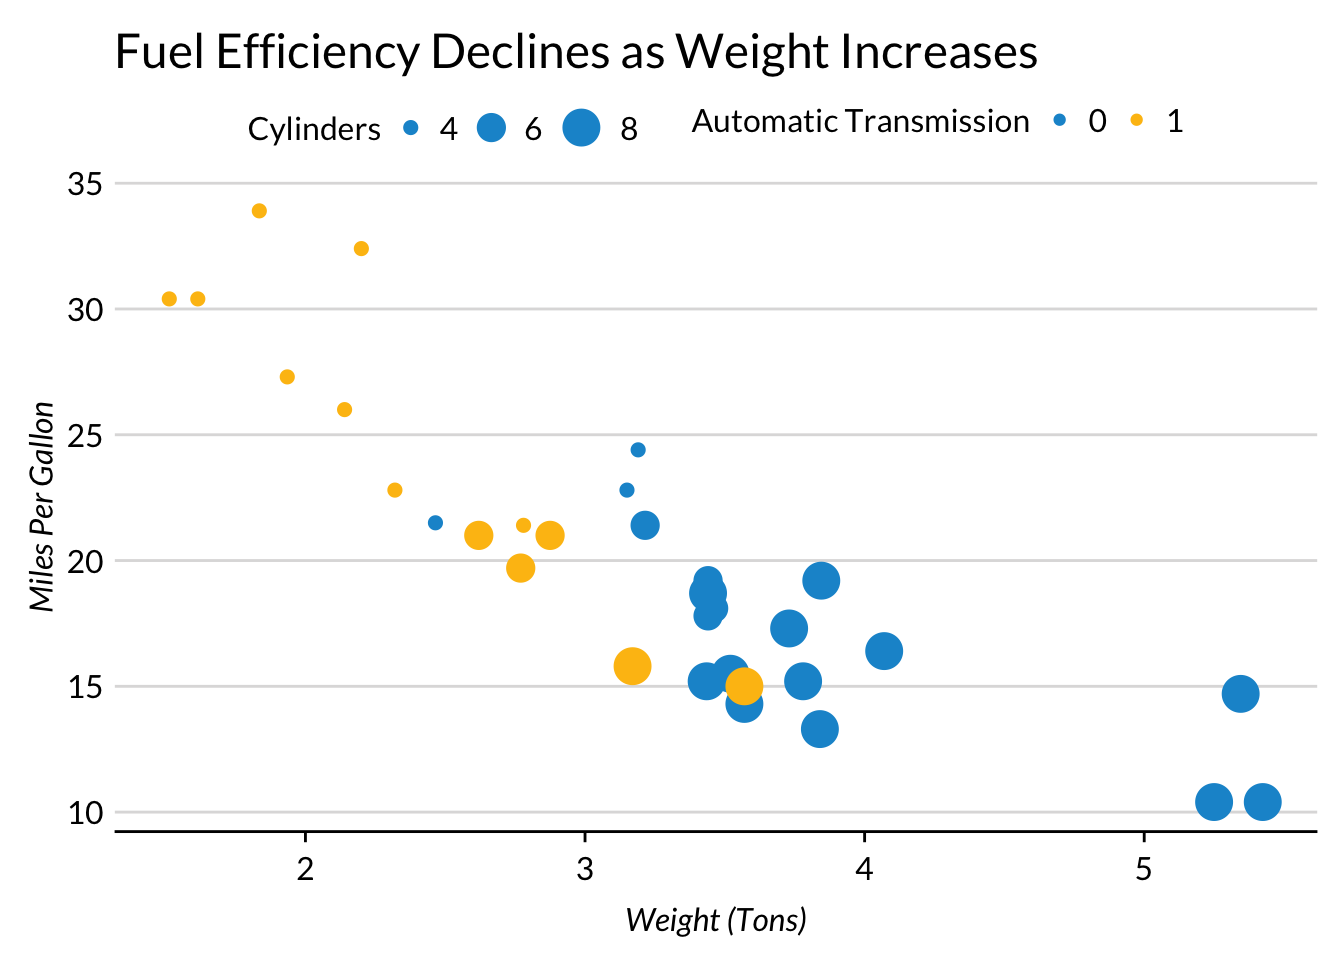 Fuel Efficiency Declines as Weight Increases
Cylinders 4 6 8 Automatic Transmission 0 1
35
30
25
20
15
10
Miles Per Gallon
2 3 4 5
Weight (Tons)